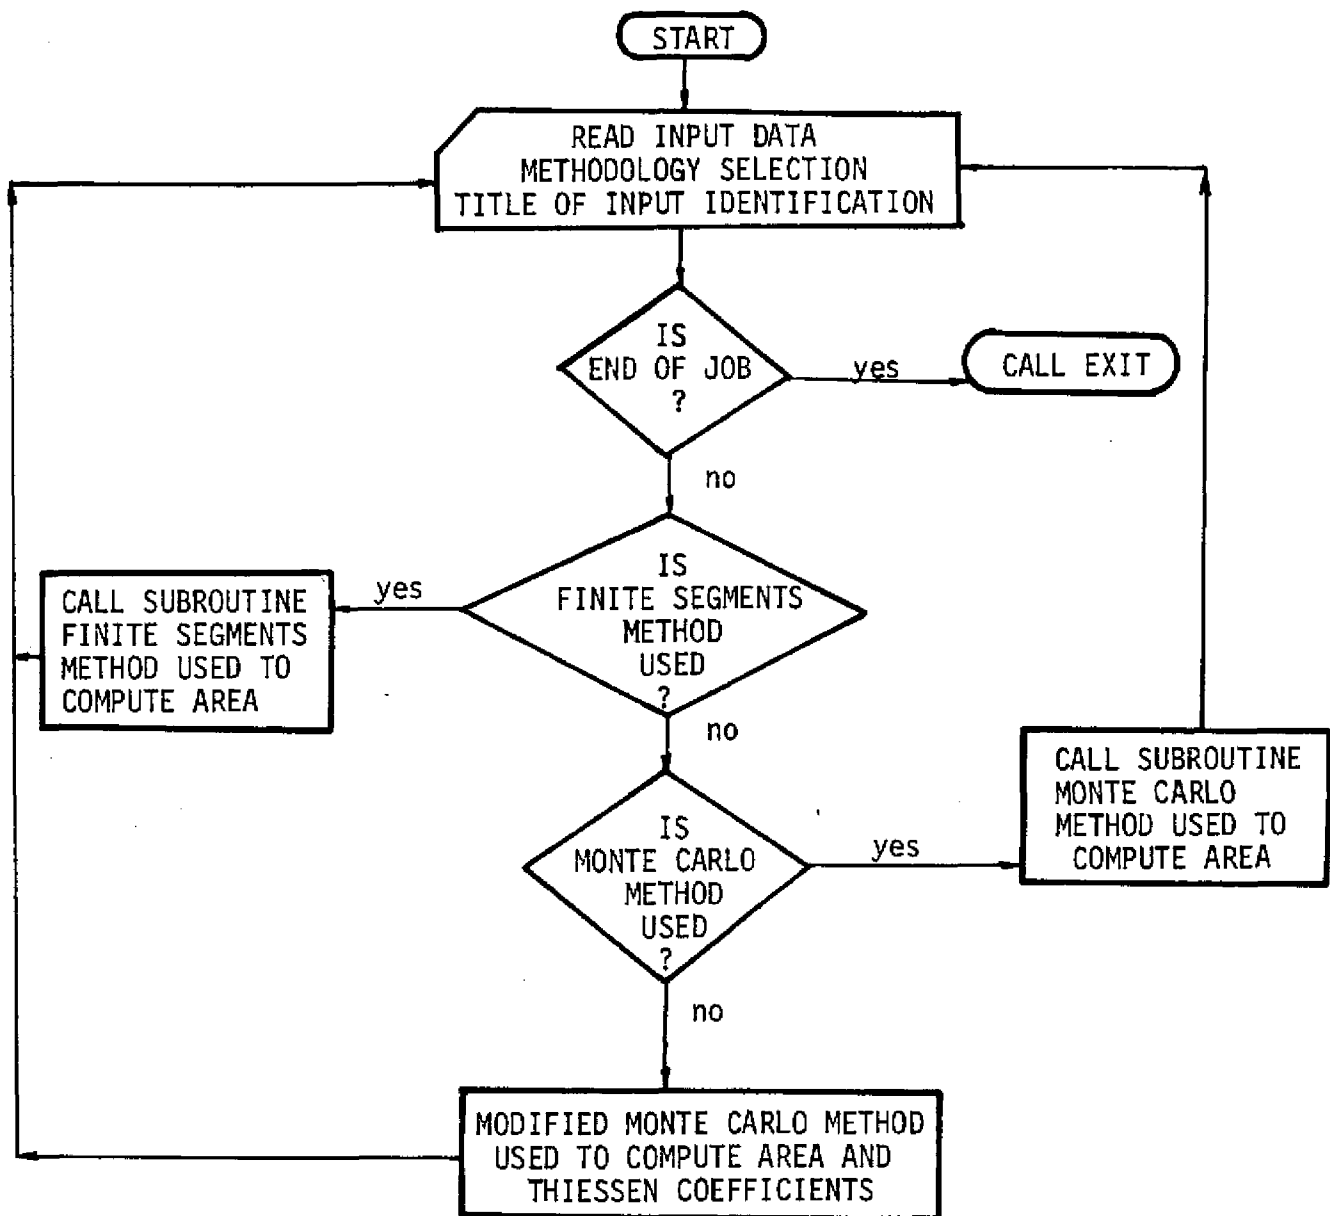 START
READ INPUT DATA
METHODOLOGY SELECTION
TITLE OF INPUT IDENTIFICATION
IS
END OF JOB
?
yes
CALL EXIT
no
IS
FINITE SEGMENTS
METHOD
USED
?
yes
CALL SUBROUTINE
FINITE SEGMENTS
METHOD USED TO
COMPUTE AREA
no
IS
MONTE CARLO
METHOD
USED
?
yes
CALL SUBROUTINE
MONTE CARLO
METHOD USED TO
COMPUTE AREA
no
MODIFIED MONTE CARLO METHOD
USED TO COMPUTE AREA AND
THIESSEN COEFFICIENTS